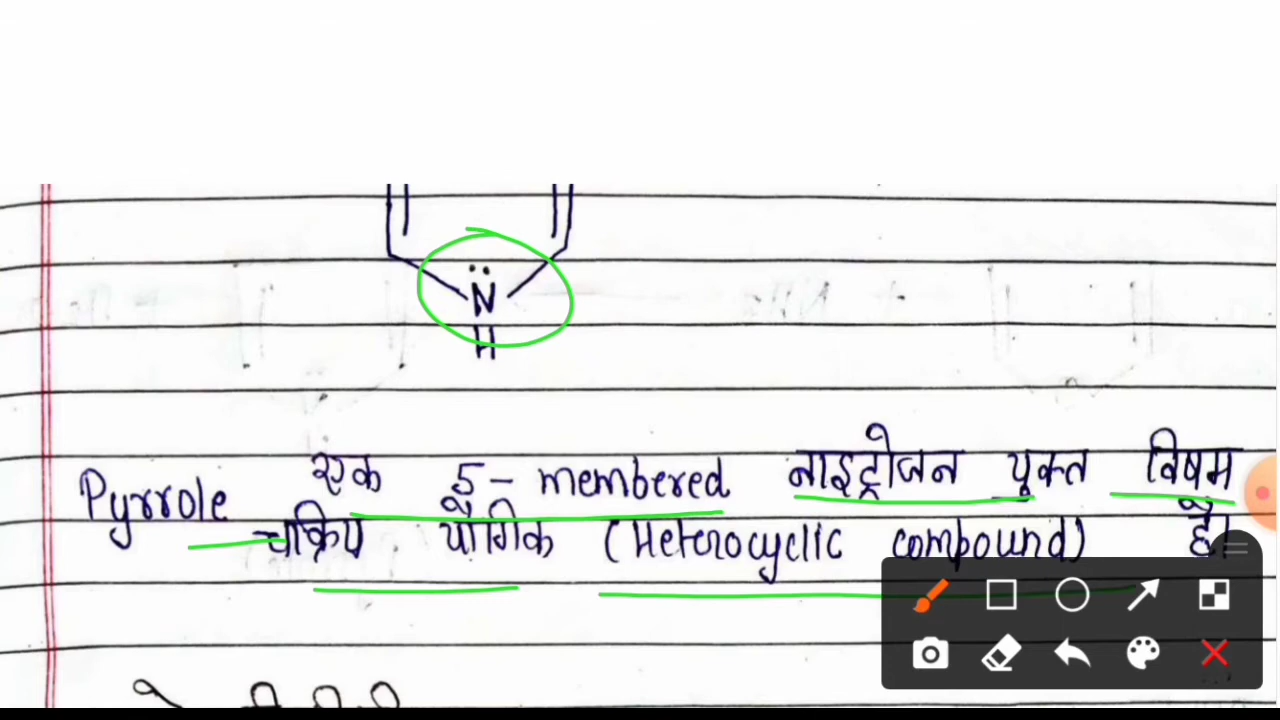 N
H
Pyrrole एक 5-membered नाइट्रोजन युक्त विषम
चक्रिय यौगिक (Heterocyclic compound) है।